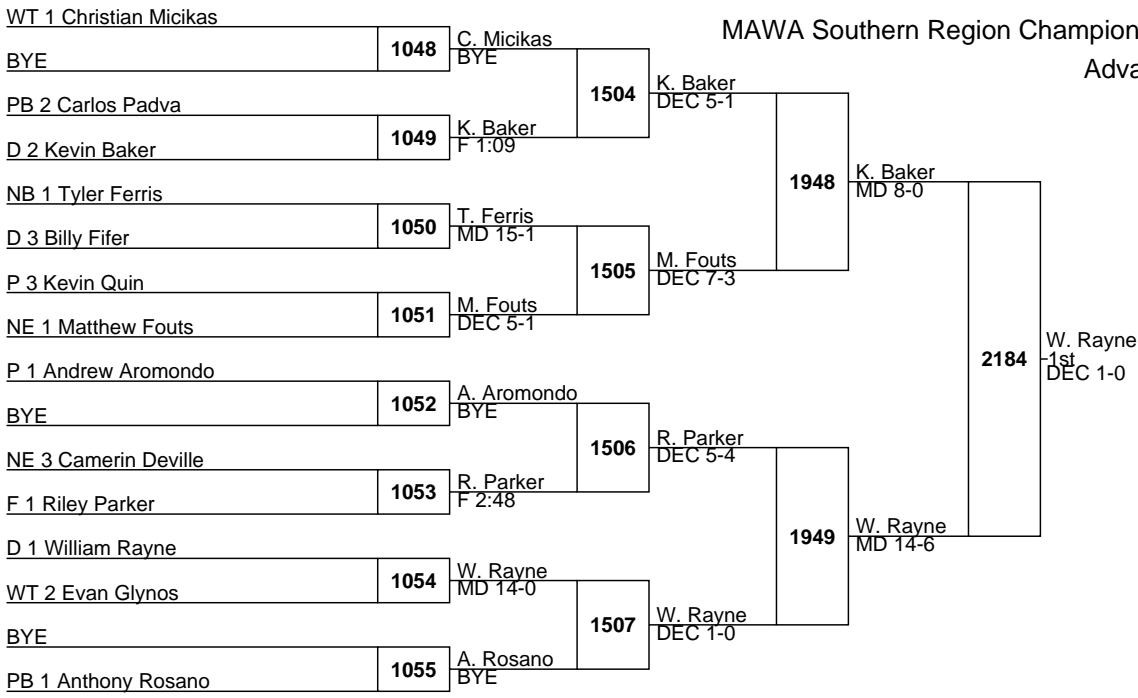 MAWA Southern Region Champion
Adva
WT 1 Christian Micikas
1048
C. Micikas
BYE
BYE
1504
K. Baker
DEC 5-1
PB 2 Carlos Padva
1049
K. Baker
F 1:09
D 2 Kevin Baker
1948
K. Baker
MD 8-0
NB 1 Tyler Ferris
1050
T. Ferris
MD 15-1
D 3 Billy Fifer
1505
M. Fouts
DEC 7-3
P 3 Kevin Quin
1051
M. Fouts
DEC 5-1
NE 1 Matthew Fouts
2184
W. Rayne
1st
DEC 1-0
P 1 Andrew Aromondo
1052
A. Aromondo
BYE
BYE
1506
R. Parker
DEC 5-4
NE 3 Camerin Deville
1053
R. Parker
F 2:48
F 1 Riley Parker
1949
W. Rayne
MD 14-6
D 1 William Rayne
1054
W. Rayne
MD 14-0
WT 2 Evan Glynos
1507
W. Rayne
DEC 1-0
BYE
1055
A. Rosano
BYE
PB 1 Anthony Rosano